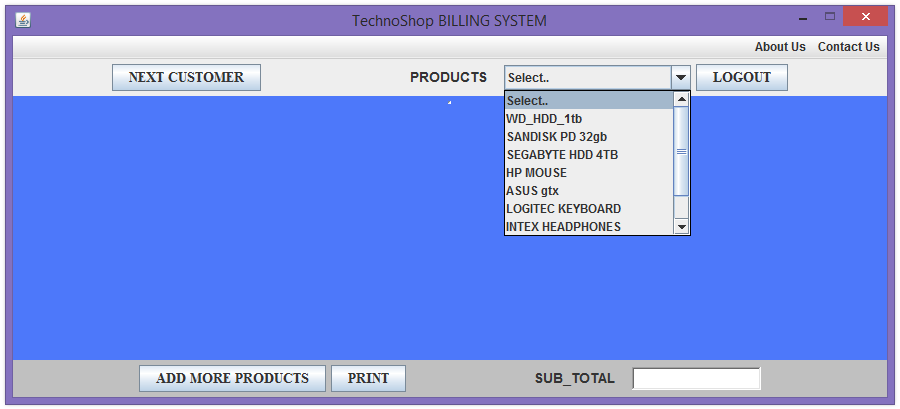 TechnoShop BILLING SYSTEM
About Us Contact Us
NEXT CUSTOMER PRODUCTS Select.. LOGOUT
Select..
WD_HDD_1tb
SANDISK PD 32gb
SEGABYTE HDD 4TB
HP MOUSE
ASUS gtx
LOGITEC KEYBOARD
INTEX HEADPHONES
ADD MORE PRODUCTS PRINT SUB_TOTAL